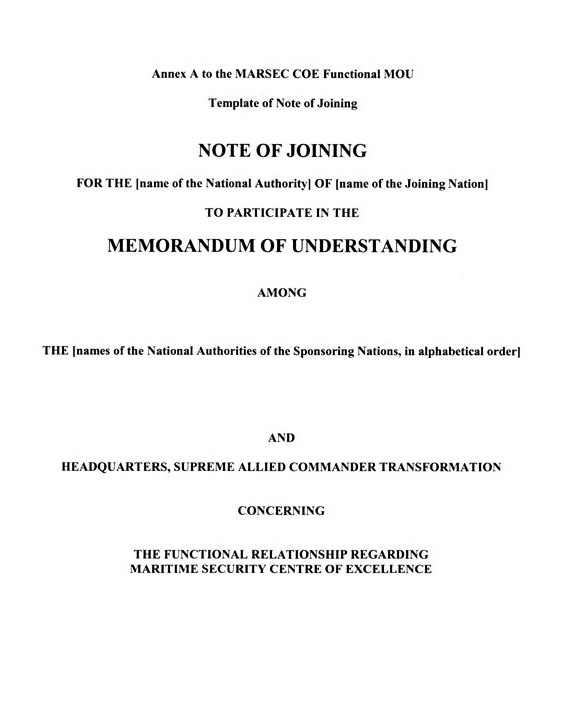 Annex A to the MARSEC COE Functional MOU
Template of Note of Joining
NOTE OF JOINING
FOR THE [name of the National Authority] OF [name of the Joining Nation]
TO PARTICIPATE IN THE
MEMORANDUM OF UNDERSTANDING
AMONG
THE [names of the National Authorities of the Sponsoring Nations, in alphabetical order]
AND
HEADQUARTERS, SUPREME ALLIED COMMANDER TRANSFORMATION
CONCERNING
THE FUNCTIONAL RELATIONSHIP REGARDING
MARITIME SECURITY CENTRE OF EXCELLENCE